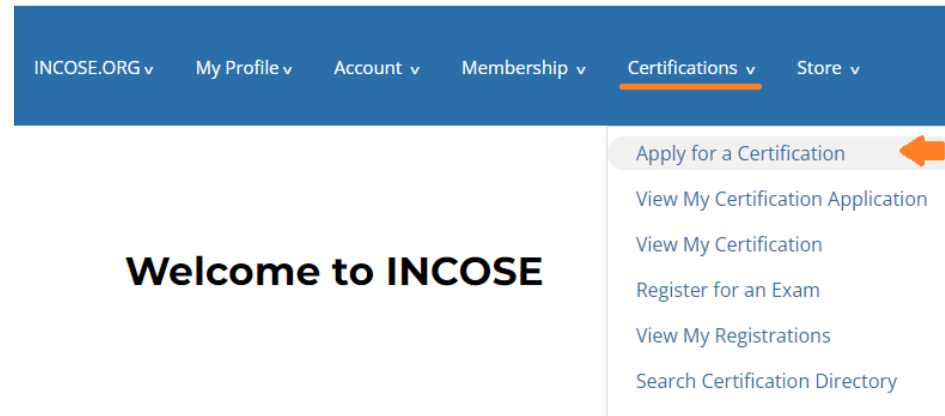 INCOSE.ORG v My Profile v Account v Membership v Certifications v Store v
Apply for a Certification
View My Certification Application
View My Certification
Welcome to INCOSE
Register for an Exam
View My Registrations
Search Certification Directory